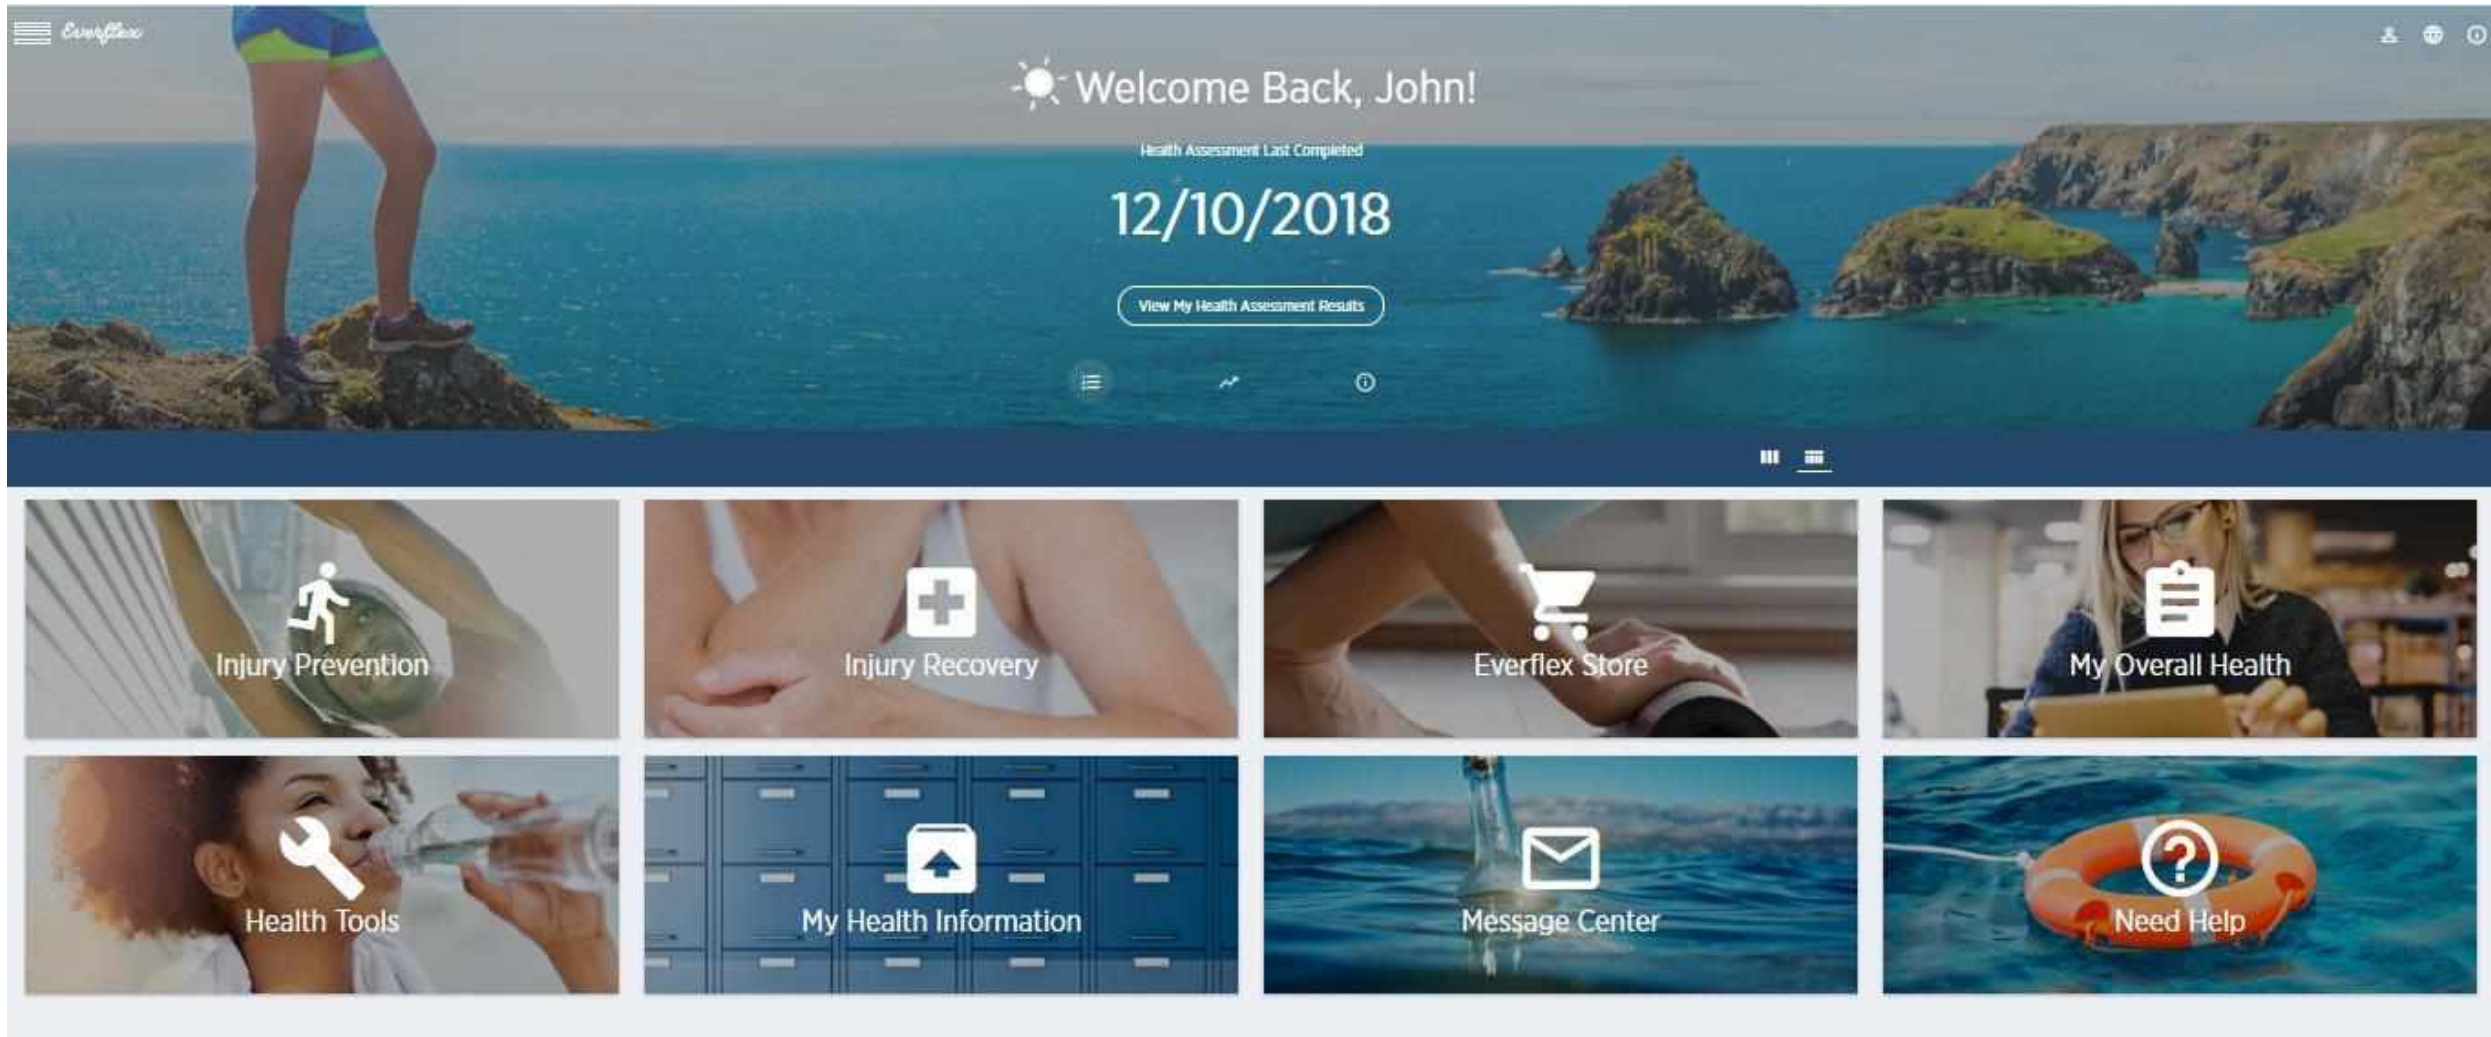 Everflex
Welcome Back, John!
Health Assessment Last Completed
12/10/2018
View My Health Assessment Results
Injury Prevention
Injury Recovery
Everflex Store
My Overall Health
Health Tools
My Health Information
Message Center
Need Help